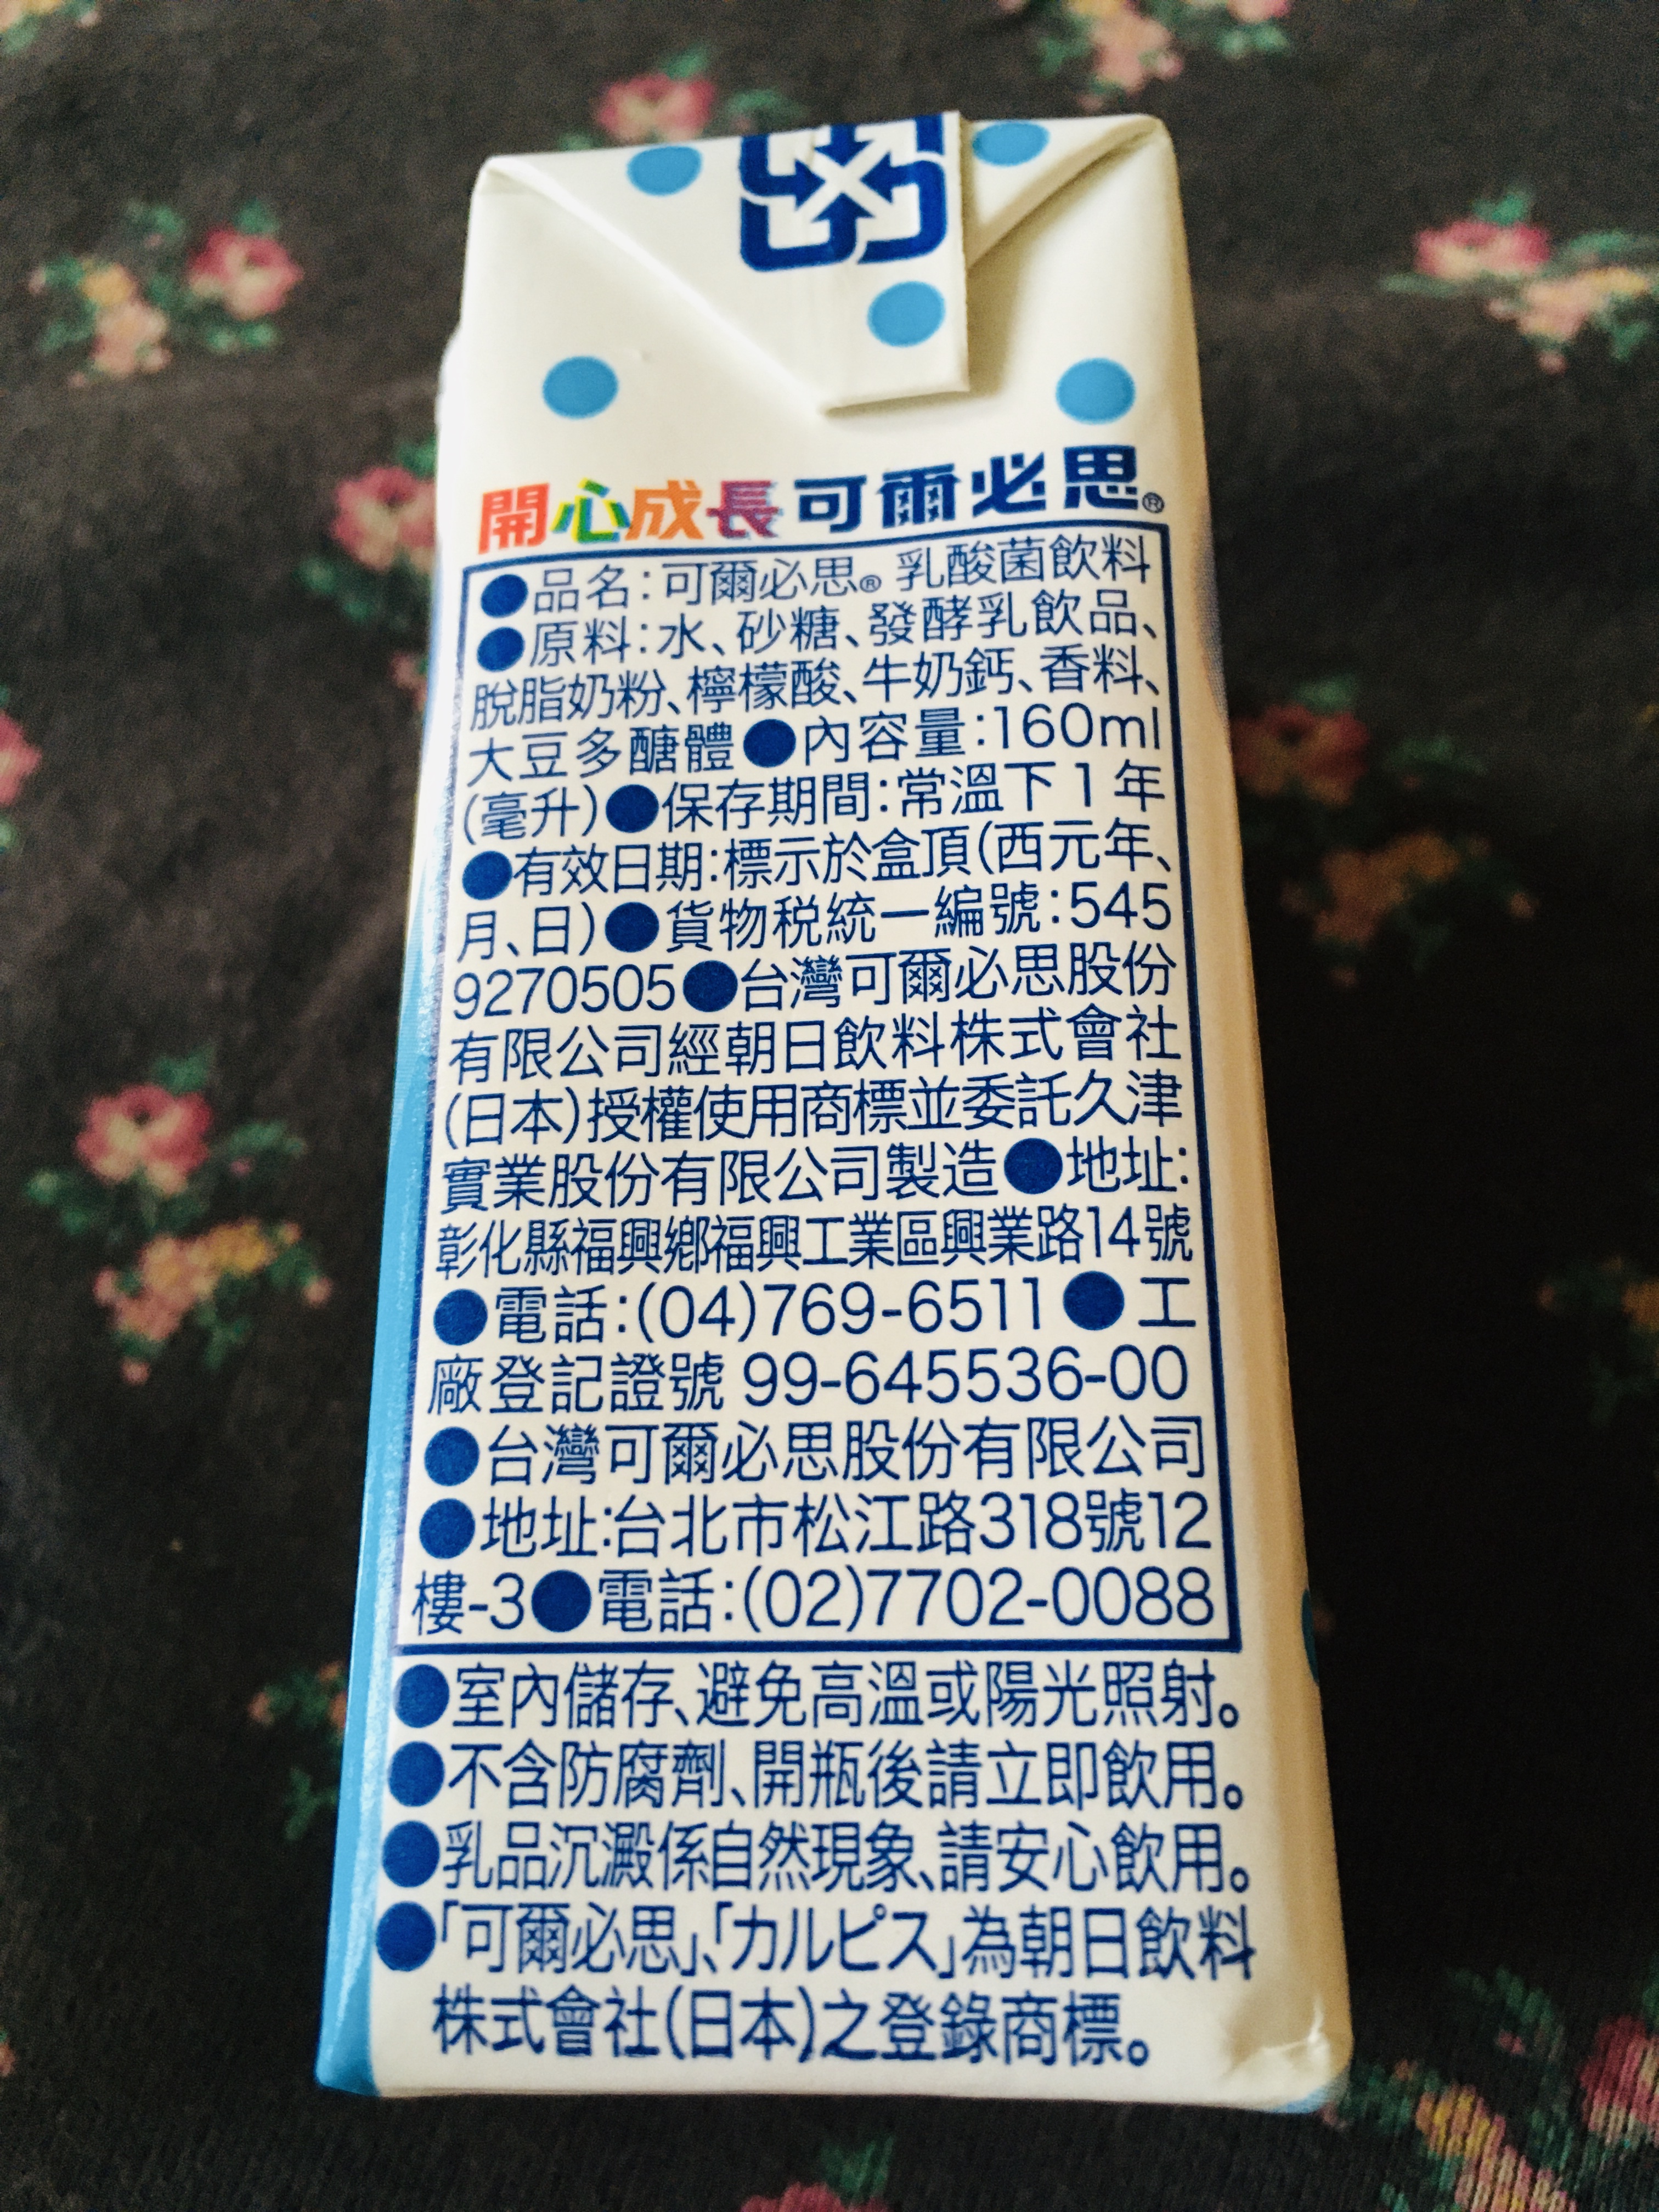 開心成長可爾必思®
●品名:可爾必思® 乳酸菌飲料
●原料:水、砂糖、發酵乳飲品、
脫脂奶粉、檸檬酸、牛奶鈣、香料、
大豆多醣體●內容量:160ml
(毫升)●保存期間:常溫下1年
●有效日期:標示於盒頂(西元年、
月、日)●貨物税統一編號:545
9270505●台灣可爾必思股份
有限公司經朝日飲料株式會社
(日本)授權使用商標並委託久津
實業股份有限公司製造●地址:
彰化縣福興鄉福興工業區興業路14號
●電話:(04)769-6511●工
廠登記證號 99-645536-00
●台灣可爾必思股份有限公司
●地址:台北市松江路318號12
樓-3●電話:(02)7702-0088
●室內儲存、避免高溫或陽光照射。
●不含防腐劑、開瓶後請立即飲用。
●乳品沉澱係自然現象、請安心飲用。
●「可爾必思」、「カルピス」為朝日飲料
株式會社(日本)之登錄商標。